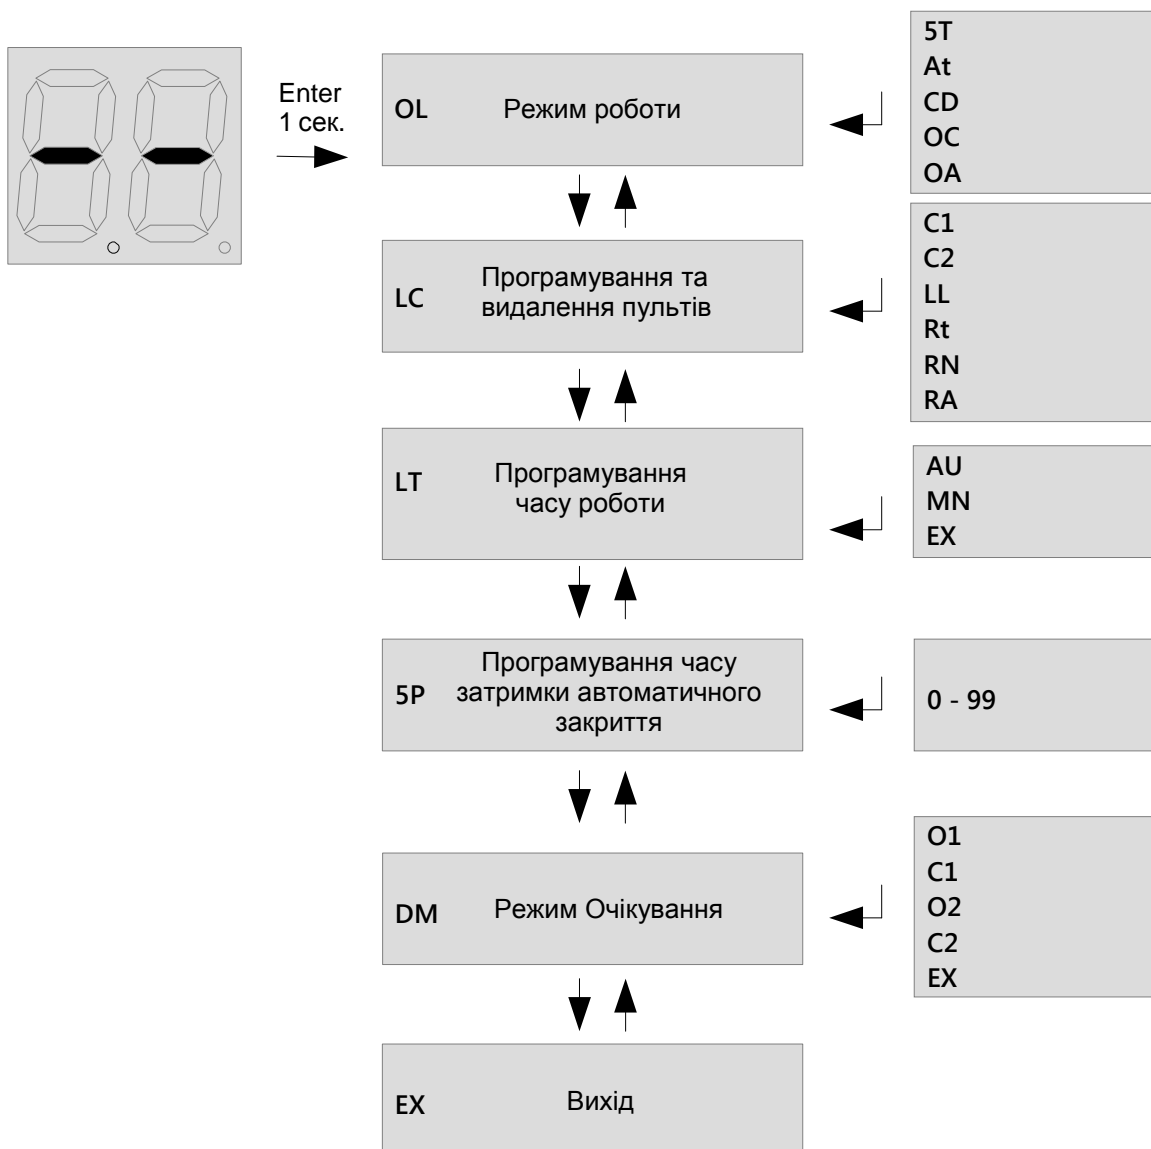 Enter
1 сек.
OL Режим роботи
5T
At
CD
OC
OA
LC Програмування та
видалення пультів
C1
C2
LL
Rt
RN
RA
LT Програмування
часу роботи
AU
MN
EX
5P Програмування часу
затримки автоматичного
закриття
0 - 99
DM Режим Очікування
O1
C1
O2
C2
EX
EX Вихід